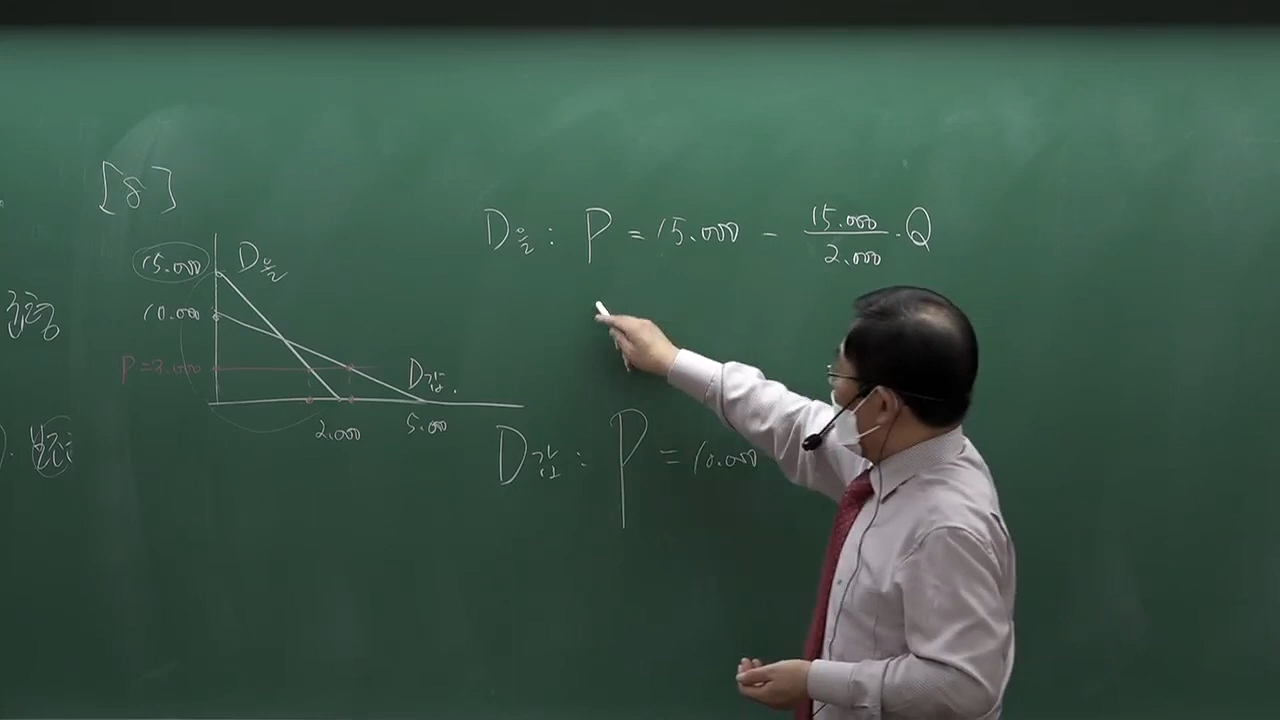 [8]
15.000 D을
10.000
P=3.000
D갑.
2.000 5.000
D을 : P = 15.000 - 15.000/2.000 · Q
D갑 : P = 10.000